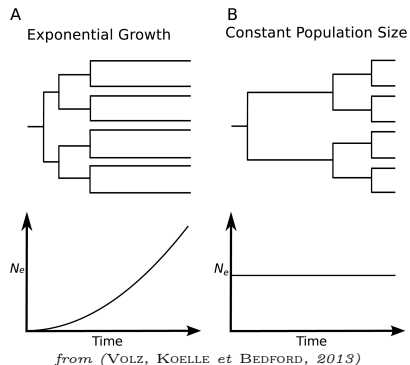 A
Exponential Growth
B
Constant Population Size
Ne
Time
Ne
Time
from (VOLZ, KOELLE et BEDFORD, 2013)